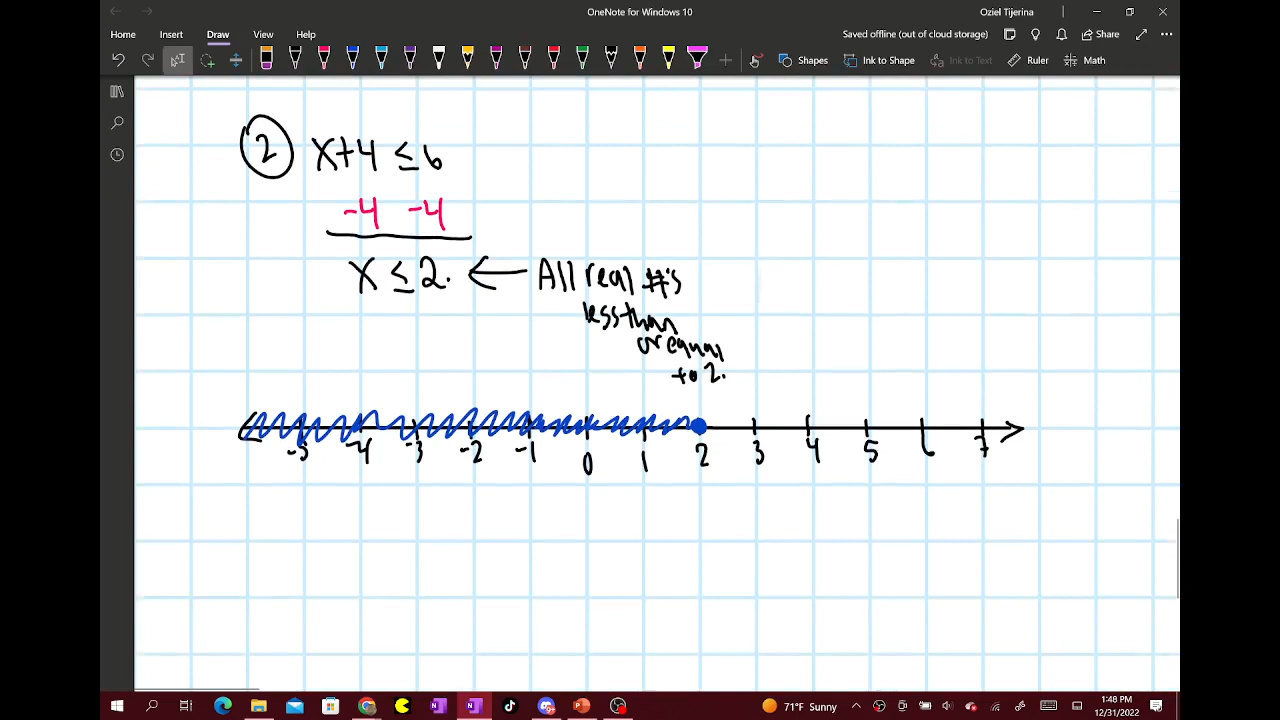 OneNote for Windows 10
Oziel Tijerina
Home Insert Draw View Help
Saved offline (out of cloud storage)
Share
Shapes
Ink to Shape
Ink to Text
Ruler
Math
2 x+4 ≤ 6
-4 -4
x ≤ 2. ← All real #'s
less than
or equal
to 2.
-5 -4 -3 -2 -1 0 1 2 3 4 5 6 7
71°F Sunny
1:48 PM
12/31/2022